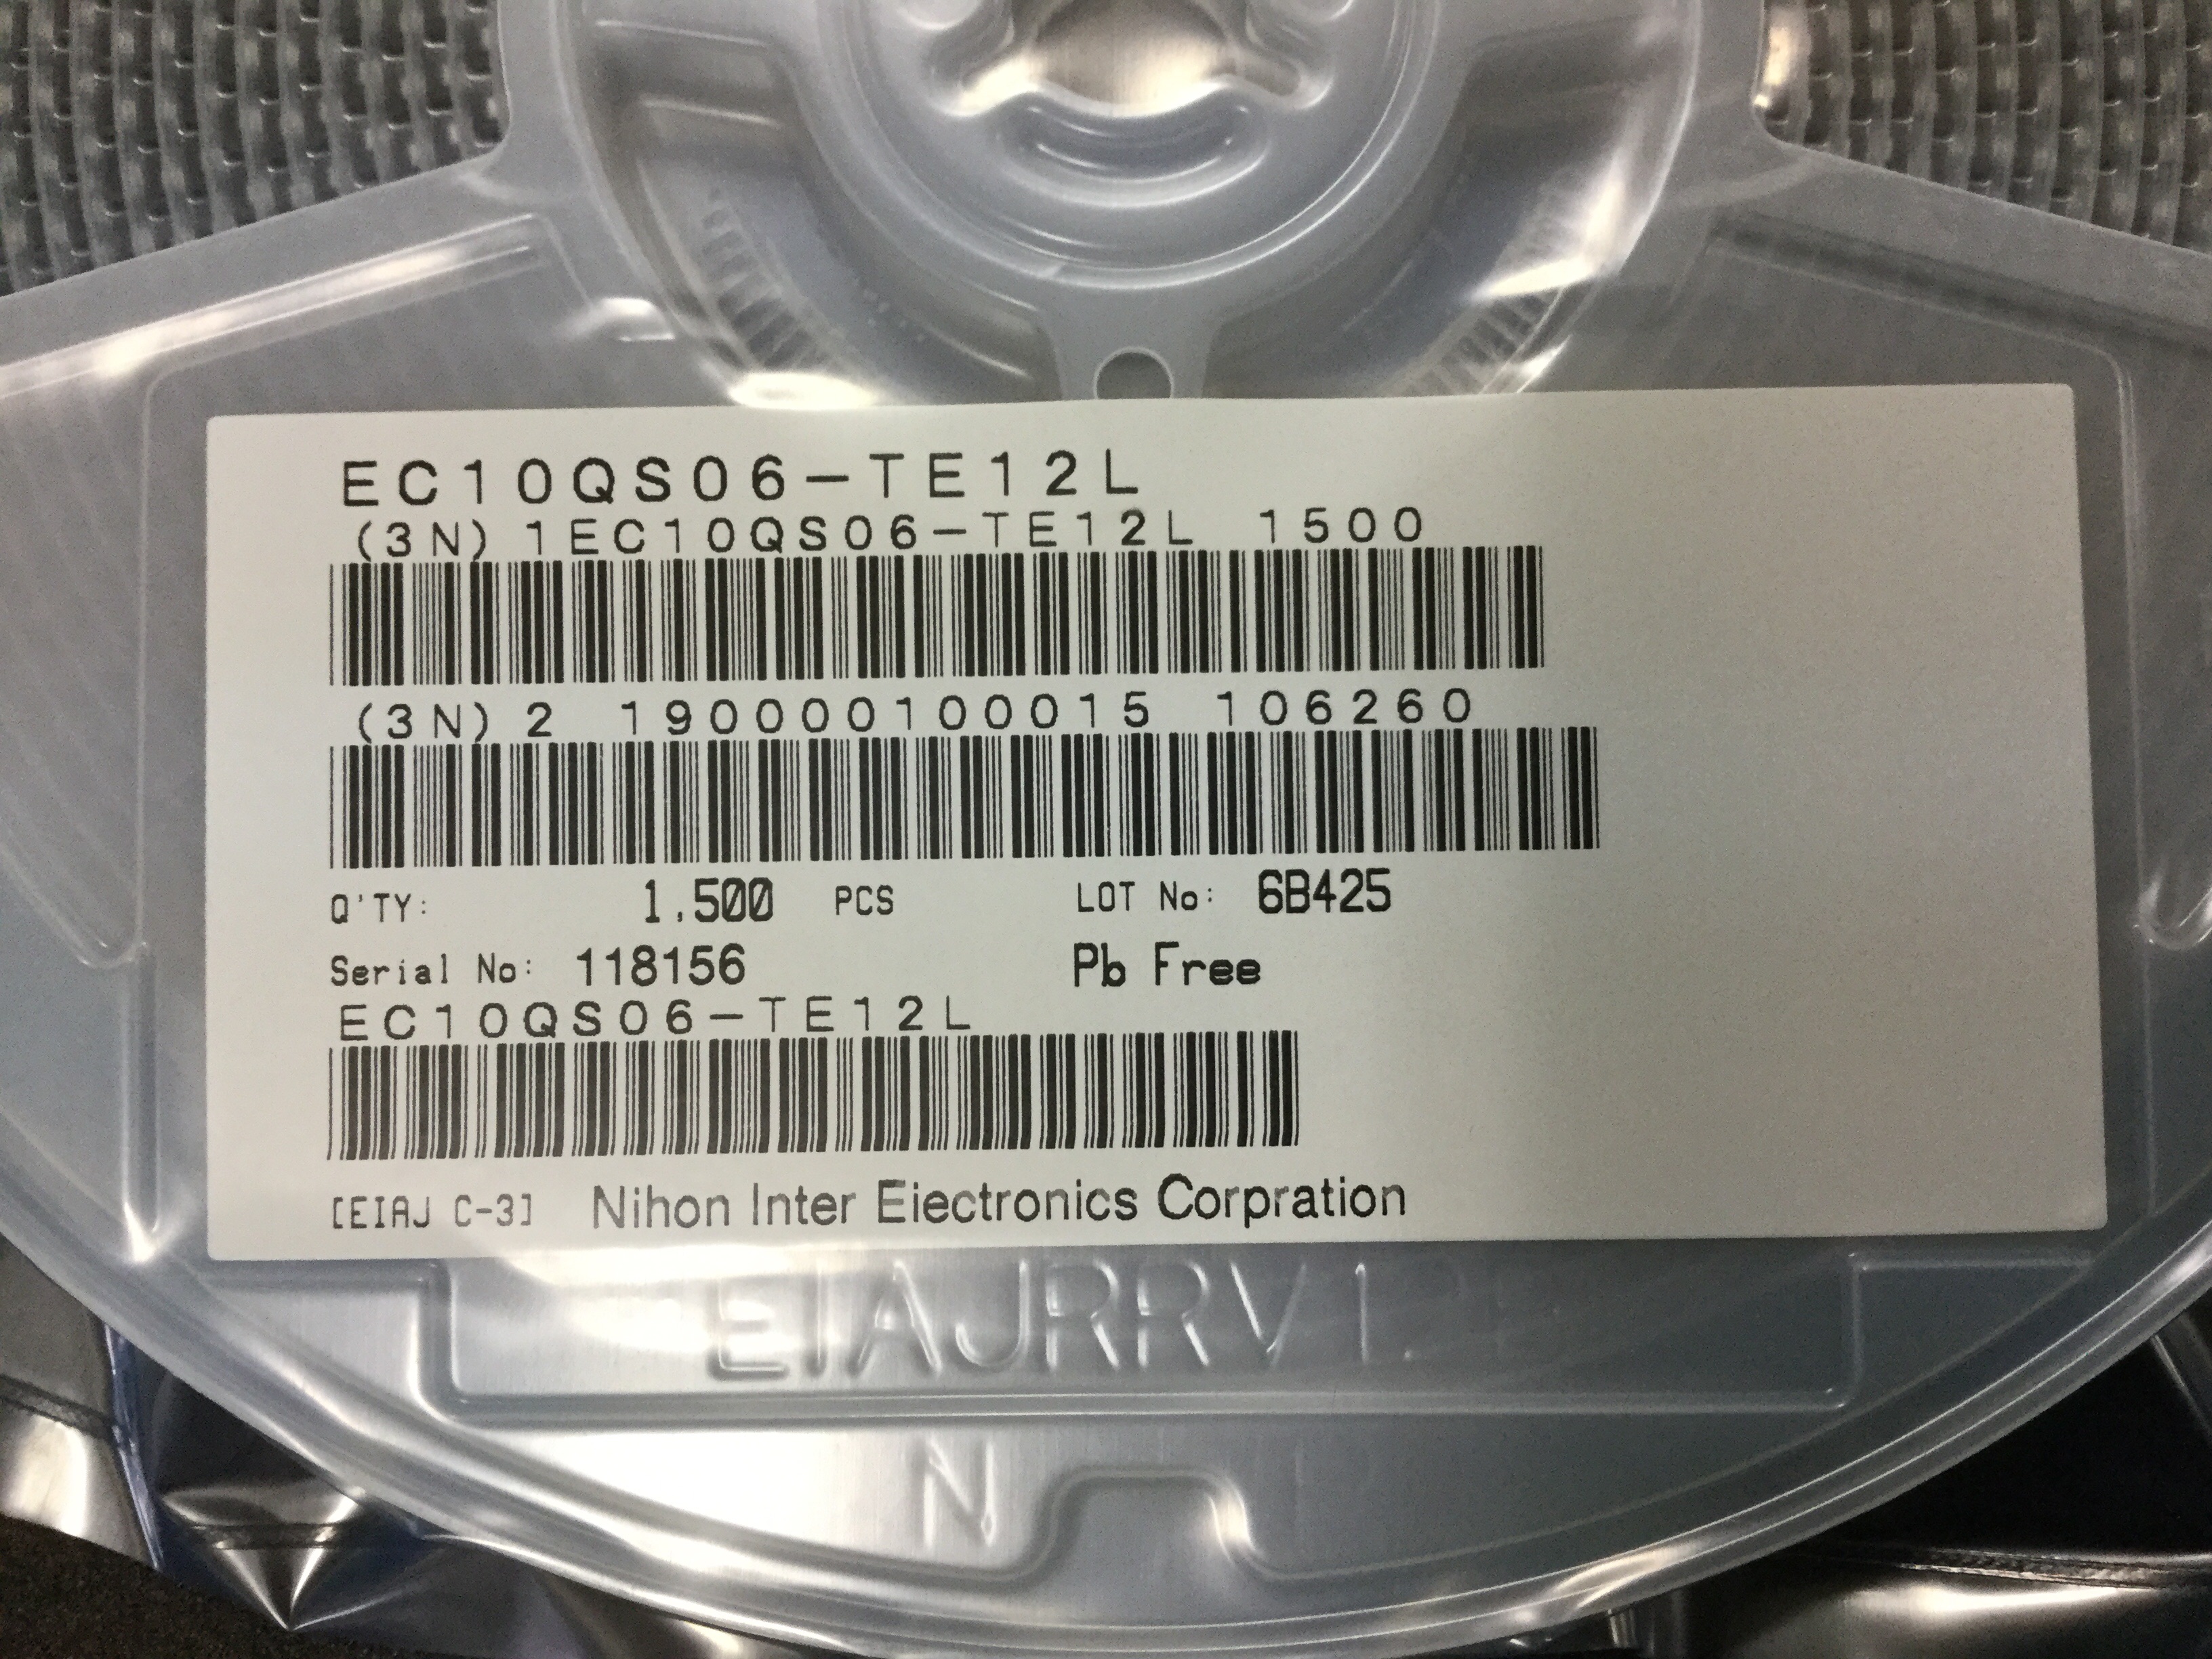 EC10QS06-TE12L
(3N) 1EC10QS06-TE12L 1500
(3N) 2 190000100015 106260
Q'TY: 1,500 PCS LOT No: 6B425
Serial No: 118156 Pb Free
EC10QS06-TE12L
[EIAJ C-3] Nihon Inter Eiectronics Corpration
EIAJRRV12
N